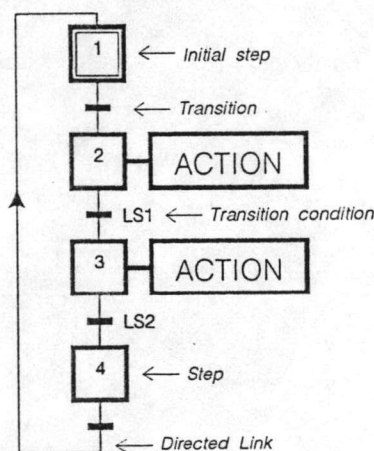 1
Initial step
Transition
2 ACTION
LS1 Transition condition
3 ACTION
LS2
4
Step
Directed Link